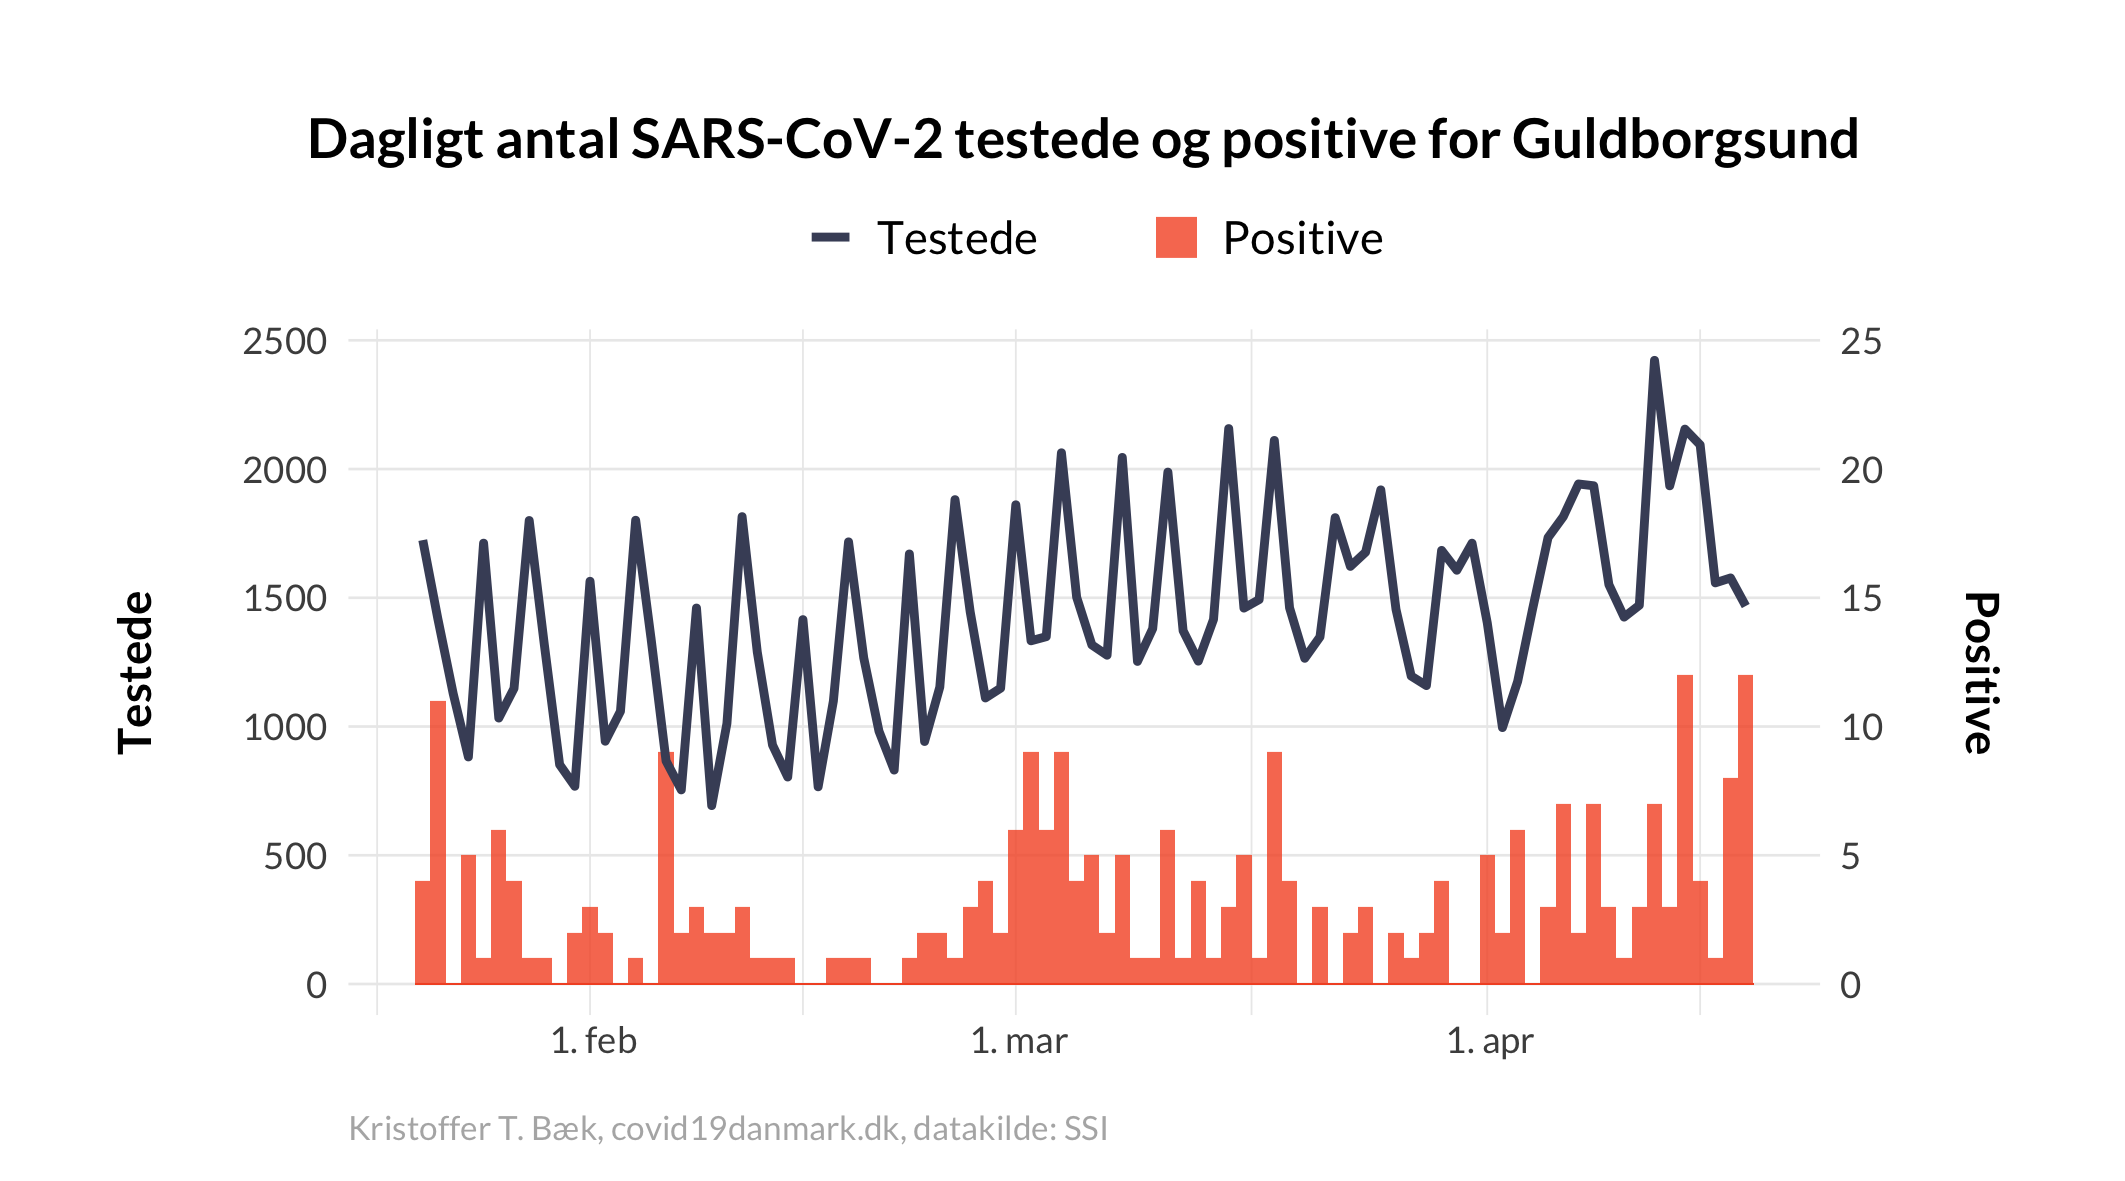 Dagligt antal SARS-CoV-2 testede og positive for Guldborgsund
Testede Positive
2500 25
2000 20
1500 15
1000 10
500 5
0 0
Testede
Positive
1. feb 1. mar 1. apr
Kristoffer T. Bæk, covid19danmark.dk, datakilde: SSI